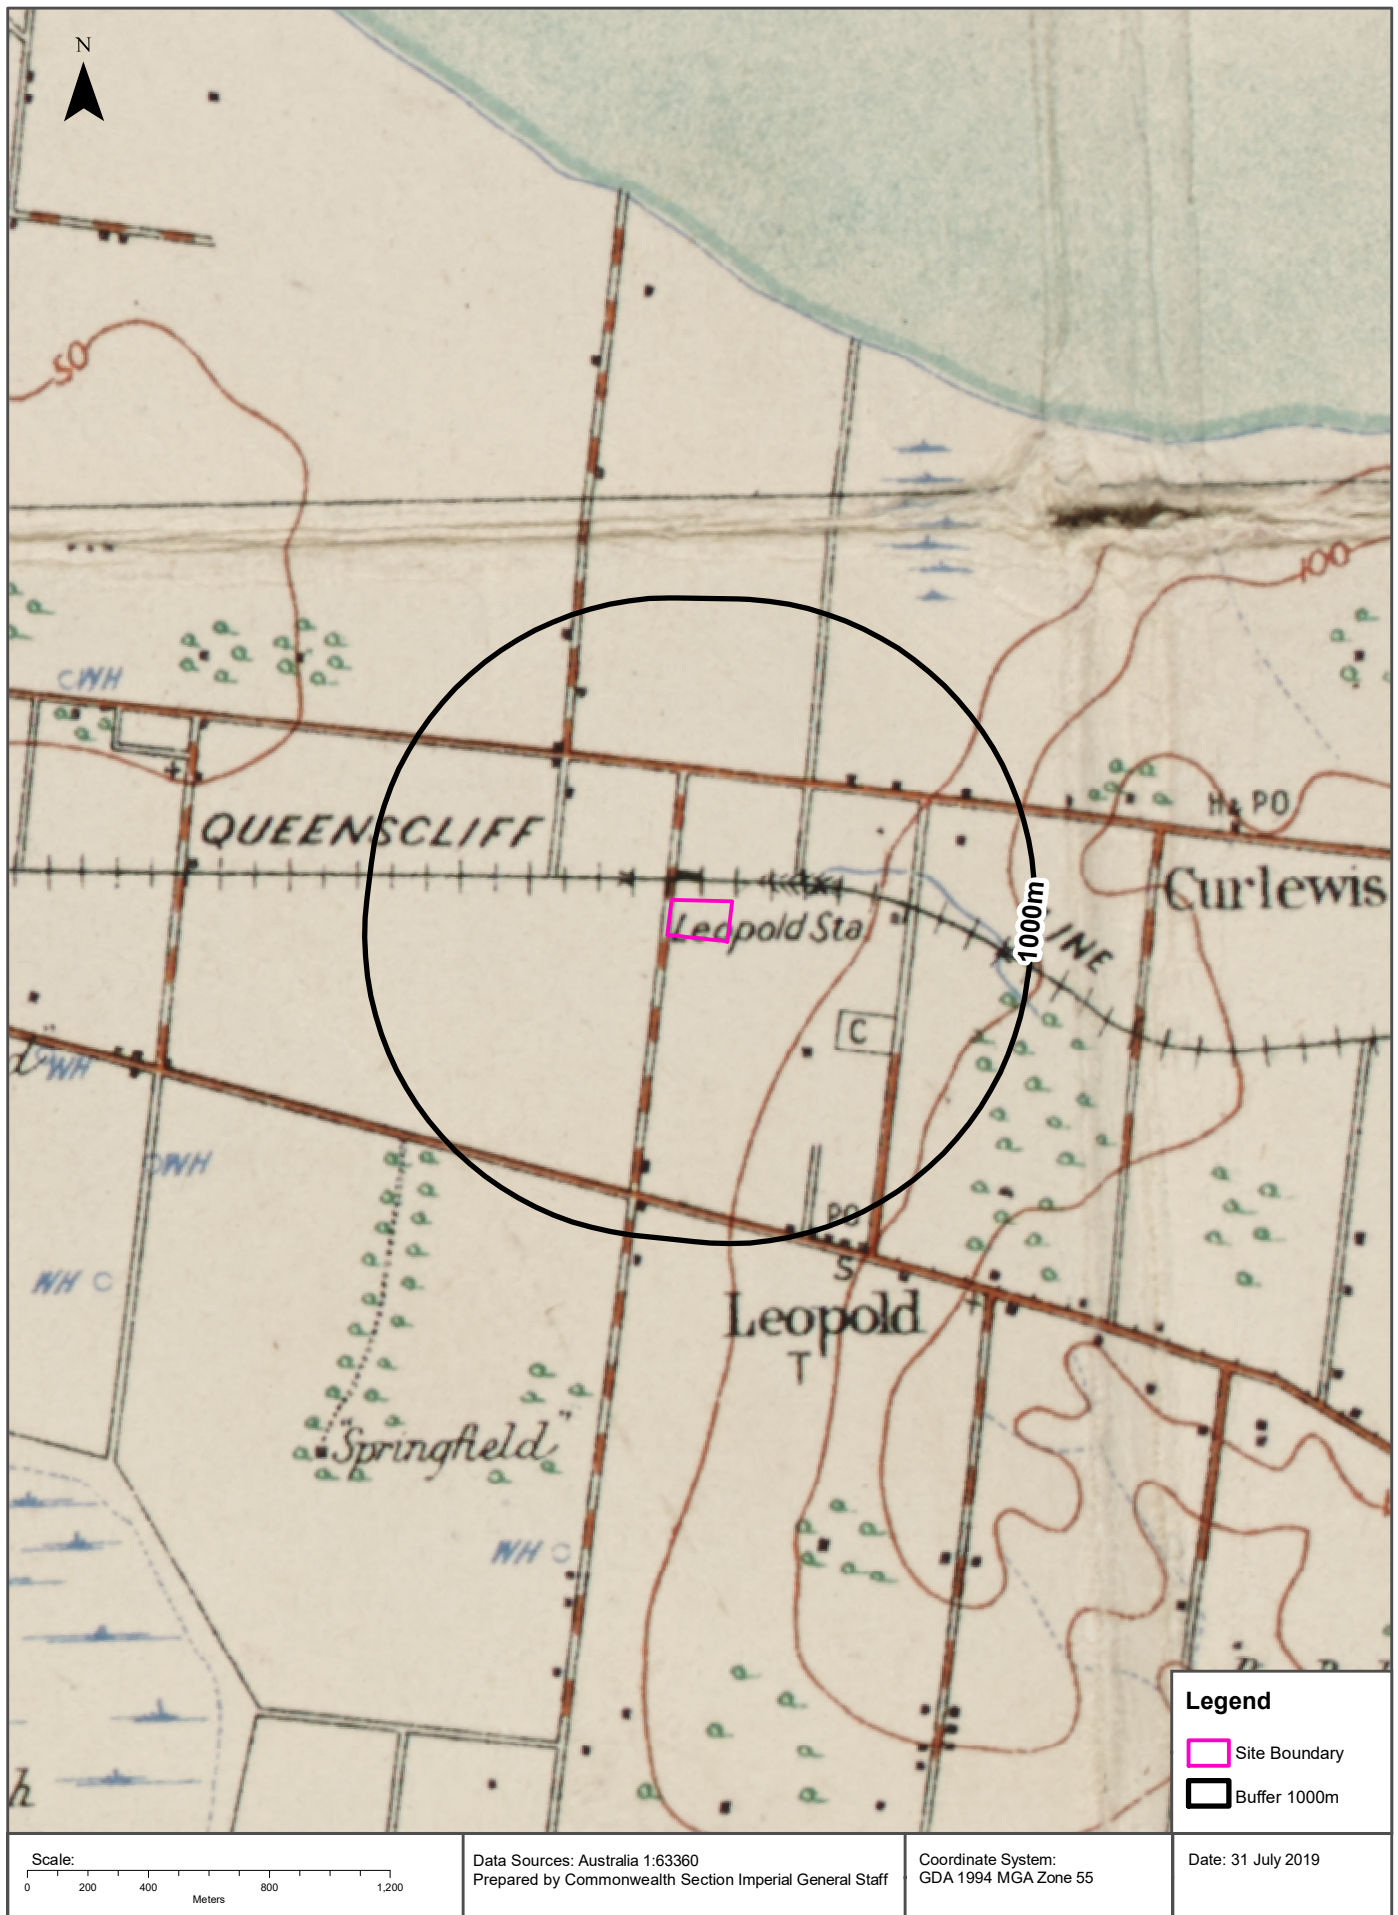 N
50
100
WH
QUEENSCLIFF
H & PO
Curlewis
Leopold Sta
LINE
1000m
C
WH
WH
PO
S
WH
Leopold
T
"Springfield"
WH
h
Legend
Site Boundary
Buffer 1000m
Scale:
0 200 400 800 1,200
Meters
Data Sources: Australia 1:63360
Prepared by Commonwealth Section Imperial General Staff
Coordinate System:
GDA 1994 MGA Zone 55
Date: 31 July 2019